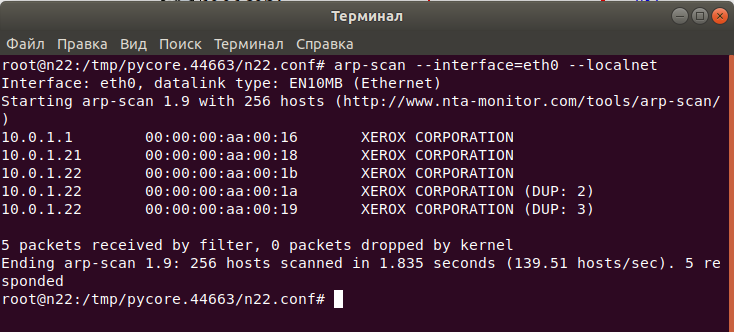 Терминал
Файл Правка Вид Поиск Терминал Справка
root@n22:/tmp/pycore.44663/n22.conf# arp-scan --interface=eth0 --localnet
Interface: eth0, datalink type: EN10MB (Ethernet)
Starting arp-scan 1.9 with 256 hosts (http://www.nta-monitor.com/tools/arp-scan/
)
10.0.1.1 00:00:00:aa:00:16 XEROX CORPORATION
10.0.1.21 00:00:00:aa:00:18 XEROX CORPORATION
10.0.1.22 00:00:00:aa:00:1b XEROX CORPORATION
10.0.1.22 00:00:00:aa:00:1a XEROX CORPORATION (DUP: 2)
10.0.1.22 00:00:00:aa:00:19 XEROX CORPORATION (DUP: 3)
5 packets received by filter, 0 packets dropped by kernel
Ending arp-scan 1.9: 256 hosts scanned in 1.835 seconds (139.51 hosts/sec). 5 re
sponded
root@n22:/tmp/pycore.44663/n22.conf#